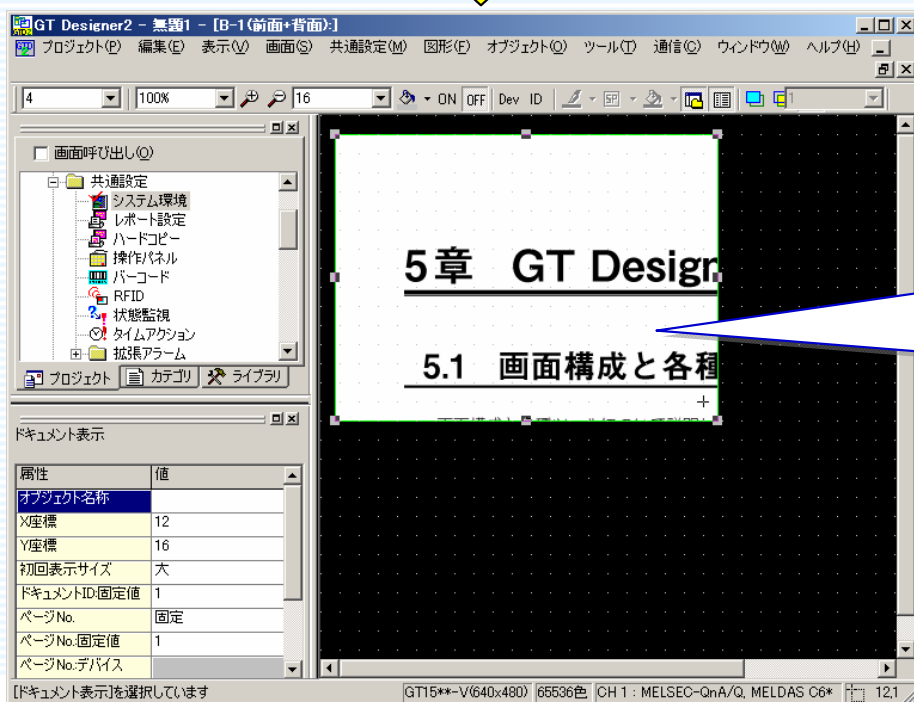 GT Designer2 - 無題1 - [B-1(前面+背面):]
プロジェクト(P) 編集(E) 表示(V) 画面(S) 共通設定(M) 図形(F) オブジェクト(O) ツール(T) 通信(C) ウィンドウ(W) ヘルプ(H)
4 100% 16 ON OFF Dev ID SP 1
画面呼び出し(O)
共通設定
システム環境
レポート設定
ハードコピー
操作パネル
バーコード
RFID
状態監視
タイムアクション
拡張アラーム
プロジェクト カテゴリ ライブラリ
5章 GT Design
5.1 画面構成と各種
ドキュメント表示
属性 値
オブジェクト名称
X座標 12
Y座標 16
初回表示サイズ 大
ドキュメントID:固定値 1
ページNo. 固定
ページNo.:固定値 1
ページNo.:デバイス
[ドキュメント表示]を選択しています GT15**-V(640x480) 65536色 CH 1 : MELSEC-QnA/Q, MELDAS C6* 12,1